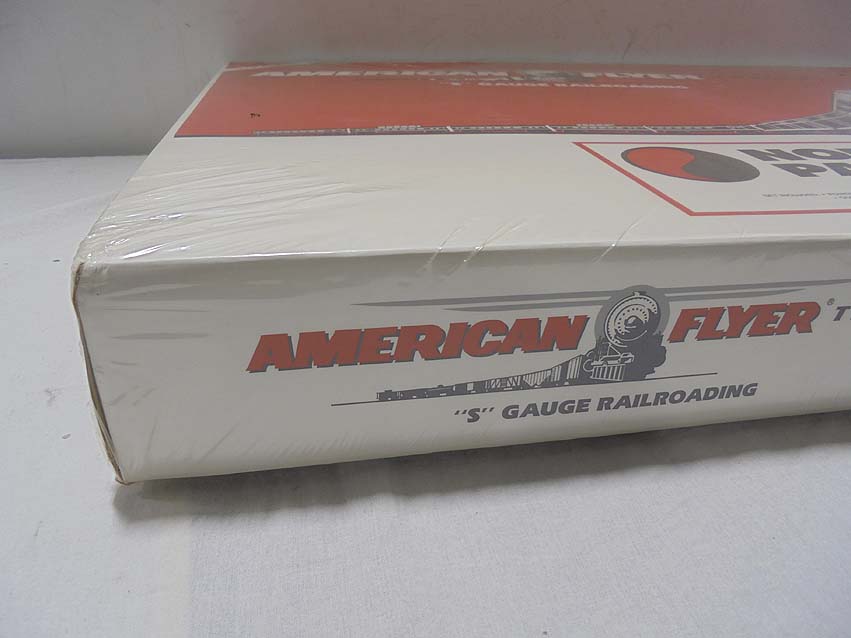 AMERICAN FLYER
"S" GAUGE RAILROADING
AMERICAN FLYER ®
"S" GAUGE RAILROADING